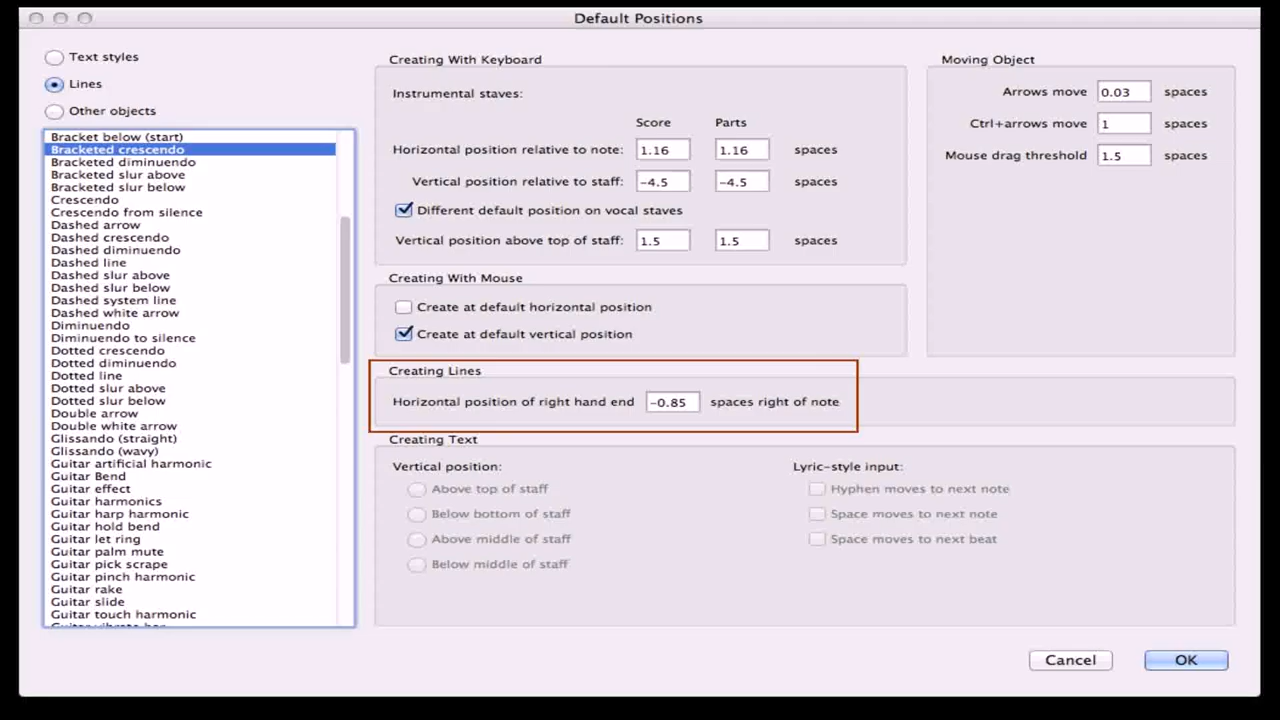 Default Positions
Text styles
Lines
Other objects
Bracket below (start)
Bracketed crescendo
Bracketed diminuendo
Bracketed slur above
Bracketed slur below
Crescendo
Crescendo from silence
Dashed arrow
Dashed crescendo
Dashed diminuendo
Dashed line
Dashed slur above
Dashed slur below
Dashed system line
Dashed white arrow
Diminuendo
Diminuendo to silence
Dotted crescendo
Dotted diminuendo
Dotted line
Dotted slur above
Dotted slur below
Double arrow
Double white arrow
Glissando (straight)
Glissando (wavy)
Guitar artificial harmonic
Guitar Bend
Guitar effect
Guitar harmonics
Guitar harp harmonic
Guitar hold bend
Guitar let ring
Guitar palm mute
Guitar pick scrape
Guitar pinch harmonic
Guitar rake
Guitar slide
Guitar touch harmonic
Creating With Keyboard
Instrumental staves:
Score Parts
Horizontal position relative to note: 1.16 1.16 spaces
Vertical position relative to staff: -4.5 -4.5 spaces
Different default position on vocal staves
Vertical position above top of staff: 1.5 1.5 spaces
Creating With Mouse
Create at default horizontal position
Create at default vertical position
Moving Object
Arrows move 0.03 spaces
Ctrl+arrows move 1 spaces
Mouse drag threshold 1.5 spaces
Creating Lines
Horizontal position of right hand end -0.85 spaces right of note
Creating Text
Vertical position:
Above top of staff
Below bottom of staff
Above middle of staff
Below middle of staff
Lyric-style input:
Hyphen moves to next note
Space moves to next note
Space moves to next beat
Cancel OK